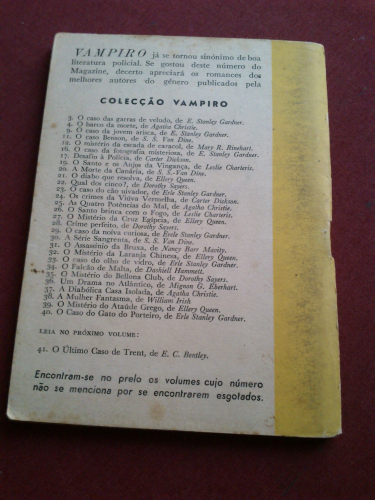 VAMPIRO já se tornou sinónimo de boa
literatura policial. Se gostou deste número do
Magazine, decerto apreciará os romances dos
melhores autores do género publicados pela
COLECÇÃO VAMPIRO
3. O caso das garras de veludo, de E. Stanley Gardner.
4. O barco da morte, de Agatha Christie.
9. O caso da jovem arisca, de E. Stanley Gardner.
11. O caso Benson, de S. S. Van Dine.
12. O mistério da escada de caracol, de Mary R. Rinehart.
16. O caso da fotografia misteriosa, de E. Stanley Gardner.
17. Desafio à Polícia, de Carter Dickson.
19. O Santo e os Anjos da Vingança, de Leslie Charteris.
20. A Morte da Canária, de S. S. Van Dine.
21. O diabo que resolva, de Ellery Queen.
22. Qual dos cinco?, de Dorothy Sayers.
23. O caso do cão uivador, de Erle Stanley Gardner.
24. Os crimes da Viúva Vermelha, de Carter Dickson.
25. As Quatro Potências do Mal, de Agatha Christie.
26. O Santo brinca com o Fogo, de Leslie Charteris.
27. O Mistério da Cruz Egípcia, de Ellery Queen.
28. Crime perfeito, de Dorothy Sayers.
29. O caso da noiva curiosa, de Erle Stanley Gardner.
30. A Série Sangrenta, de S. S. Van Dine.
31. O Assassínio da Bruxa, de Nancy Barr Mavity.
32. O Mistério da Laranja Chinesa, de Ellery Queen.
33. O caso do olho de vidro, de Erle Stanley Gardner.
34. O Falcão de Malta, de Dashiell Hammett.
35. O Mistério do Bellona Club, de Dorothy Sayers.
36. Um Drama no Atlântico, de Mignon G. Eberhart.
37. A Diabólica Casa Isolada, de Agatha Christie.
38. A Mulher Fantasma, de William Irish
39. O Mistério do Ataúde Grego, de Ellery Queen.
40. O Caso do Gato do Porteiro, de Erle Stanley Gardner.
LEIA NO PRÓXIMO VOLUME:
41. O Último Caso de Trent, de E. C. Bentley.
Encontram-se no prelo os volumes cujo número
não se menciona por se encontrarem esgotados.